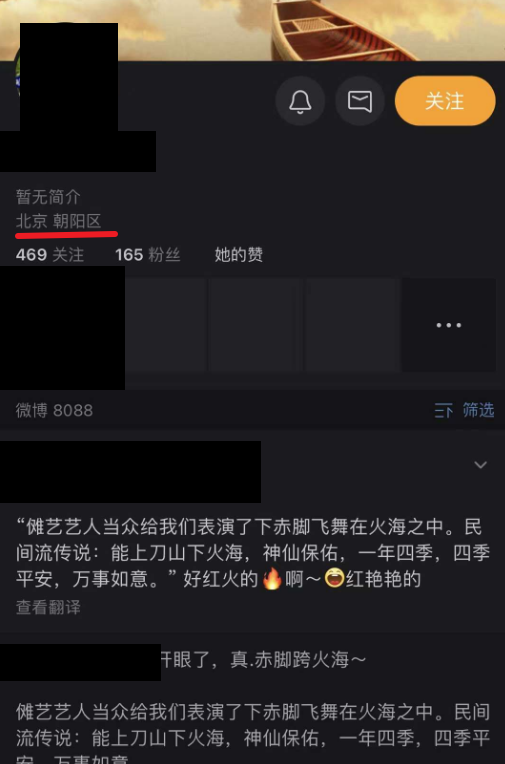 关注
暂无简介
北京 朝阳区
469 关注 165 粉丝 她的赞
微博 8088 筛选
“傩艺艺人当众给我们表演了下赤脚飞舞在火海之中。民
间流传说：能上刀山下火海，神仙保佑，一年四季，四季
平安，万事如意。” 好红火的🔥啊～😄红艳艳的
查看翻译
眼了，真.赤脚跨火海～
傩艺艺人当众给我们表演了下赤脚飞舞在火海之中。民间
流传说：能上刀山下火海，神仙保佑，一年四季，四季平
安，万事如意